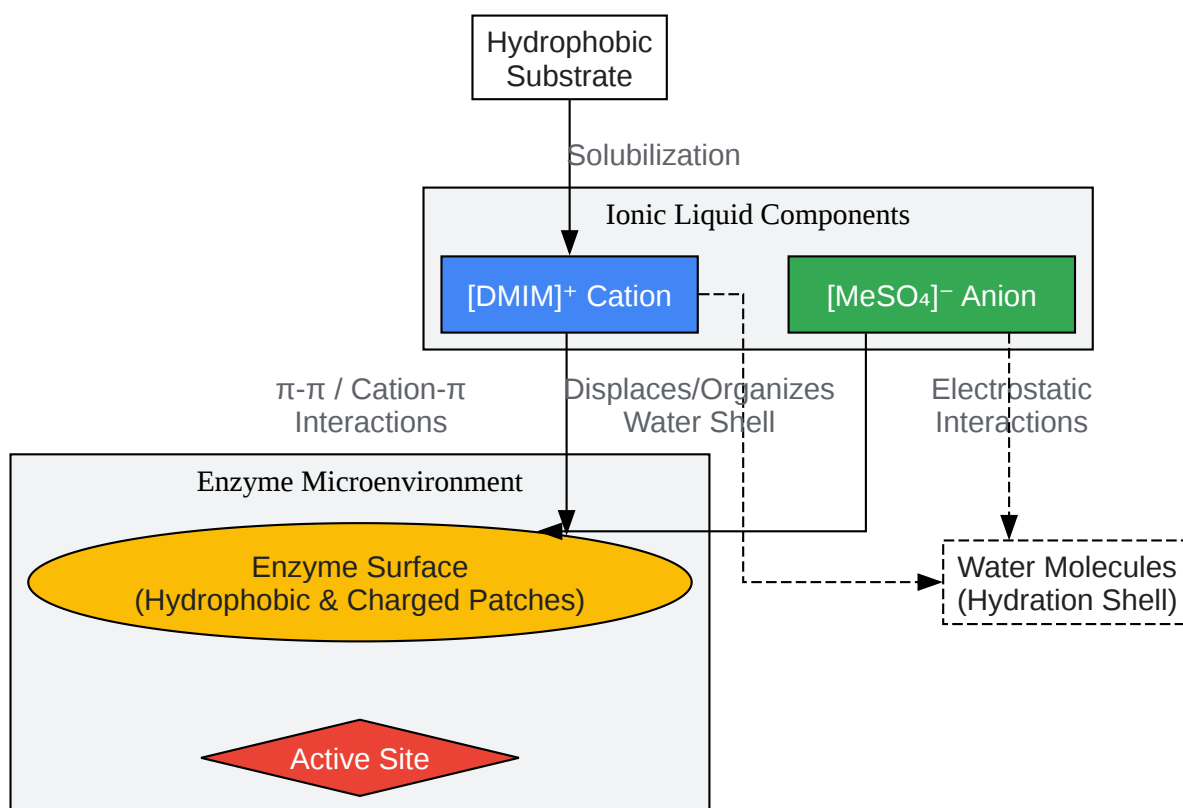 Hydrophobic
Substrate
Solubilization
Ionic Liquid Components
[DMIM]⁺ Cation
[MeSO₄]⁻ Anion
π-π / Cation-π
Interactions
Displaces/Organizes
Water Shell
Electrostatic
Interactions
Enzyme Microenvironment
Enzyme Surface
(Hydrophobic & Charged Patches)
Water Molecules
(Hydration Shell)
Active Site